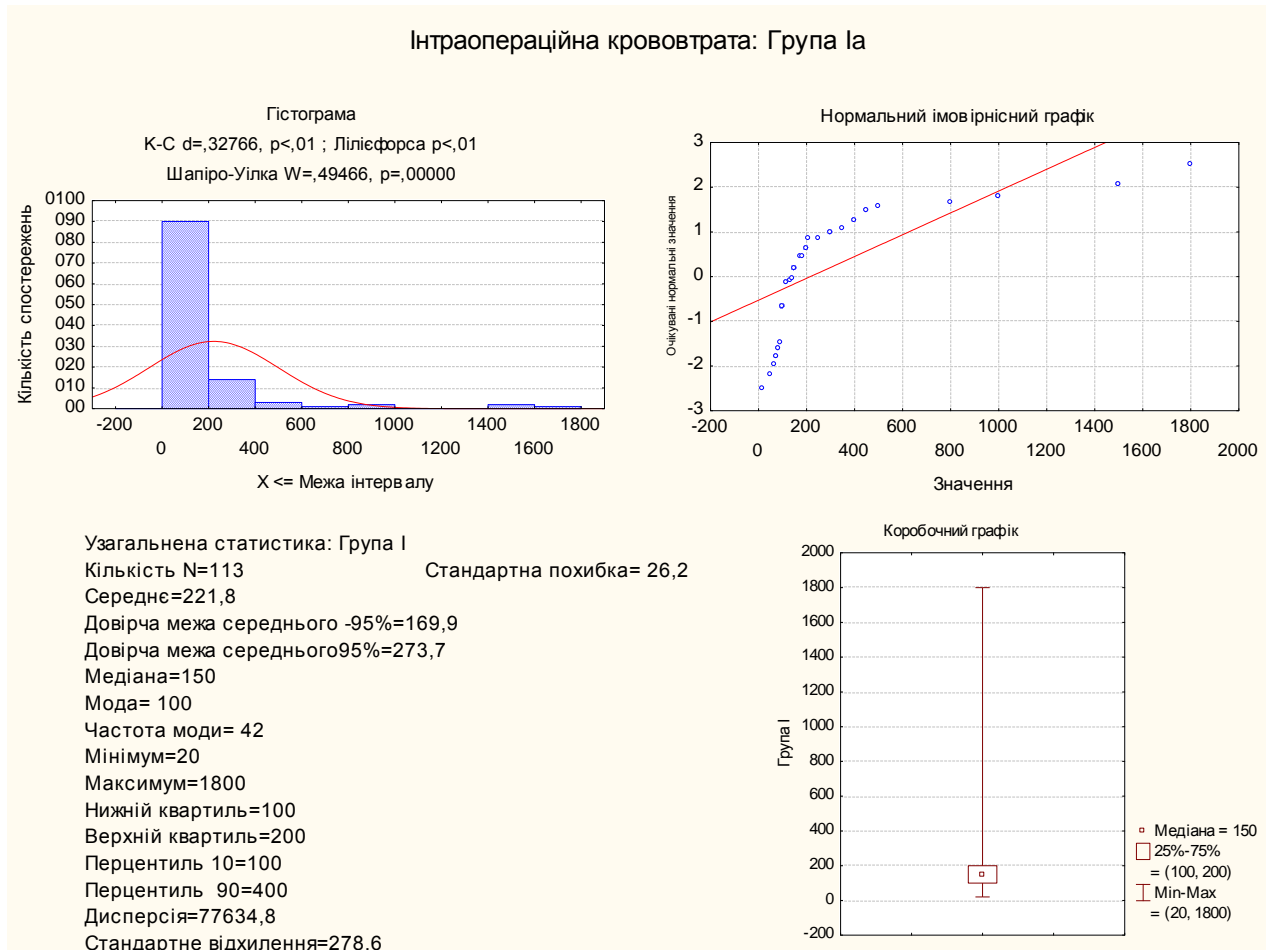 Інтраопераційна крововтрата: Група Іа
Гістограма
К-С d=,32766, p<,01 ; Лілієфорса p<,01
Шапіро-Уілка W=,49466, p=,00000
Кількість спостережень
0100
090
080
070
060
050
040
030
020
010
00
-200 200 600 1000 1400 1800
0 400 800 1200 1600
X <= Межа інтервалу
Нормальний імовірнісний графік
Очікувані нормальні значення
3
2
1
0
-1
-2
-3
-200 200 600 1000 1400 1800
0 400 800 1200 1600 2000
Значення
Узагальнена статистика: Група І
Кількість N=113 Стандартна похибка= 26,2
Середнє=221,8
Довірча межа середнього -95%=169,9
Довірча межа середнього95%=273,7
Медіана=150
Мода= 100
Частота моди= 42
Мінімум=20
Максимум=1800
Нижній квартиль=100
Верхній квартиль=200
Перцентиль 10=100
Перцентиль 90=400
Дисперсія=77634,8
Стандартне відхилення=278,6
Коробочний графік
Група І
2000
1800
1600
1400
1200
1000
800
600
400
200
0
-200
Медіана = 150
25%-75%
= (100, 200)
Min-Max
= (20, 1800)